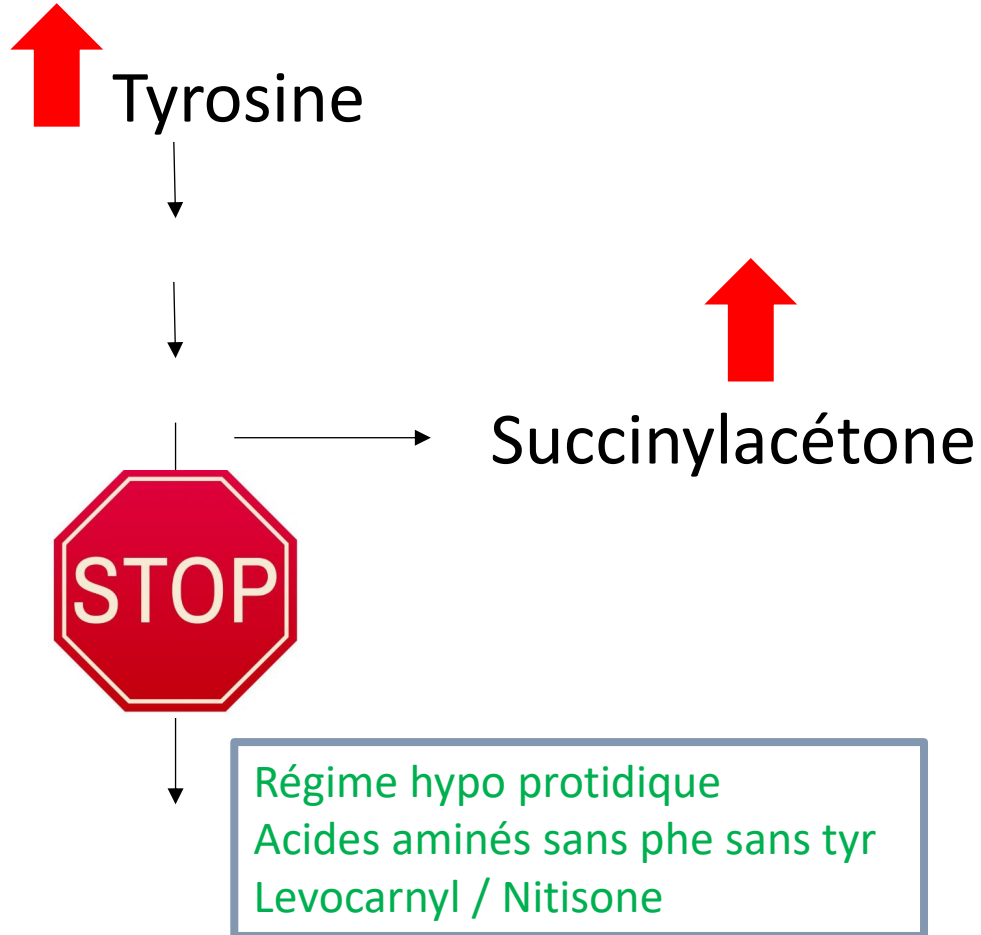 Tyrosine
Succinylacétone
STOP
Régime hypo protidique
Acides aminés sans phe sans tyr
Levocarnyl / Nitisone